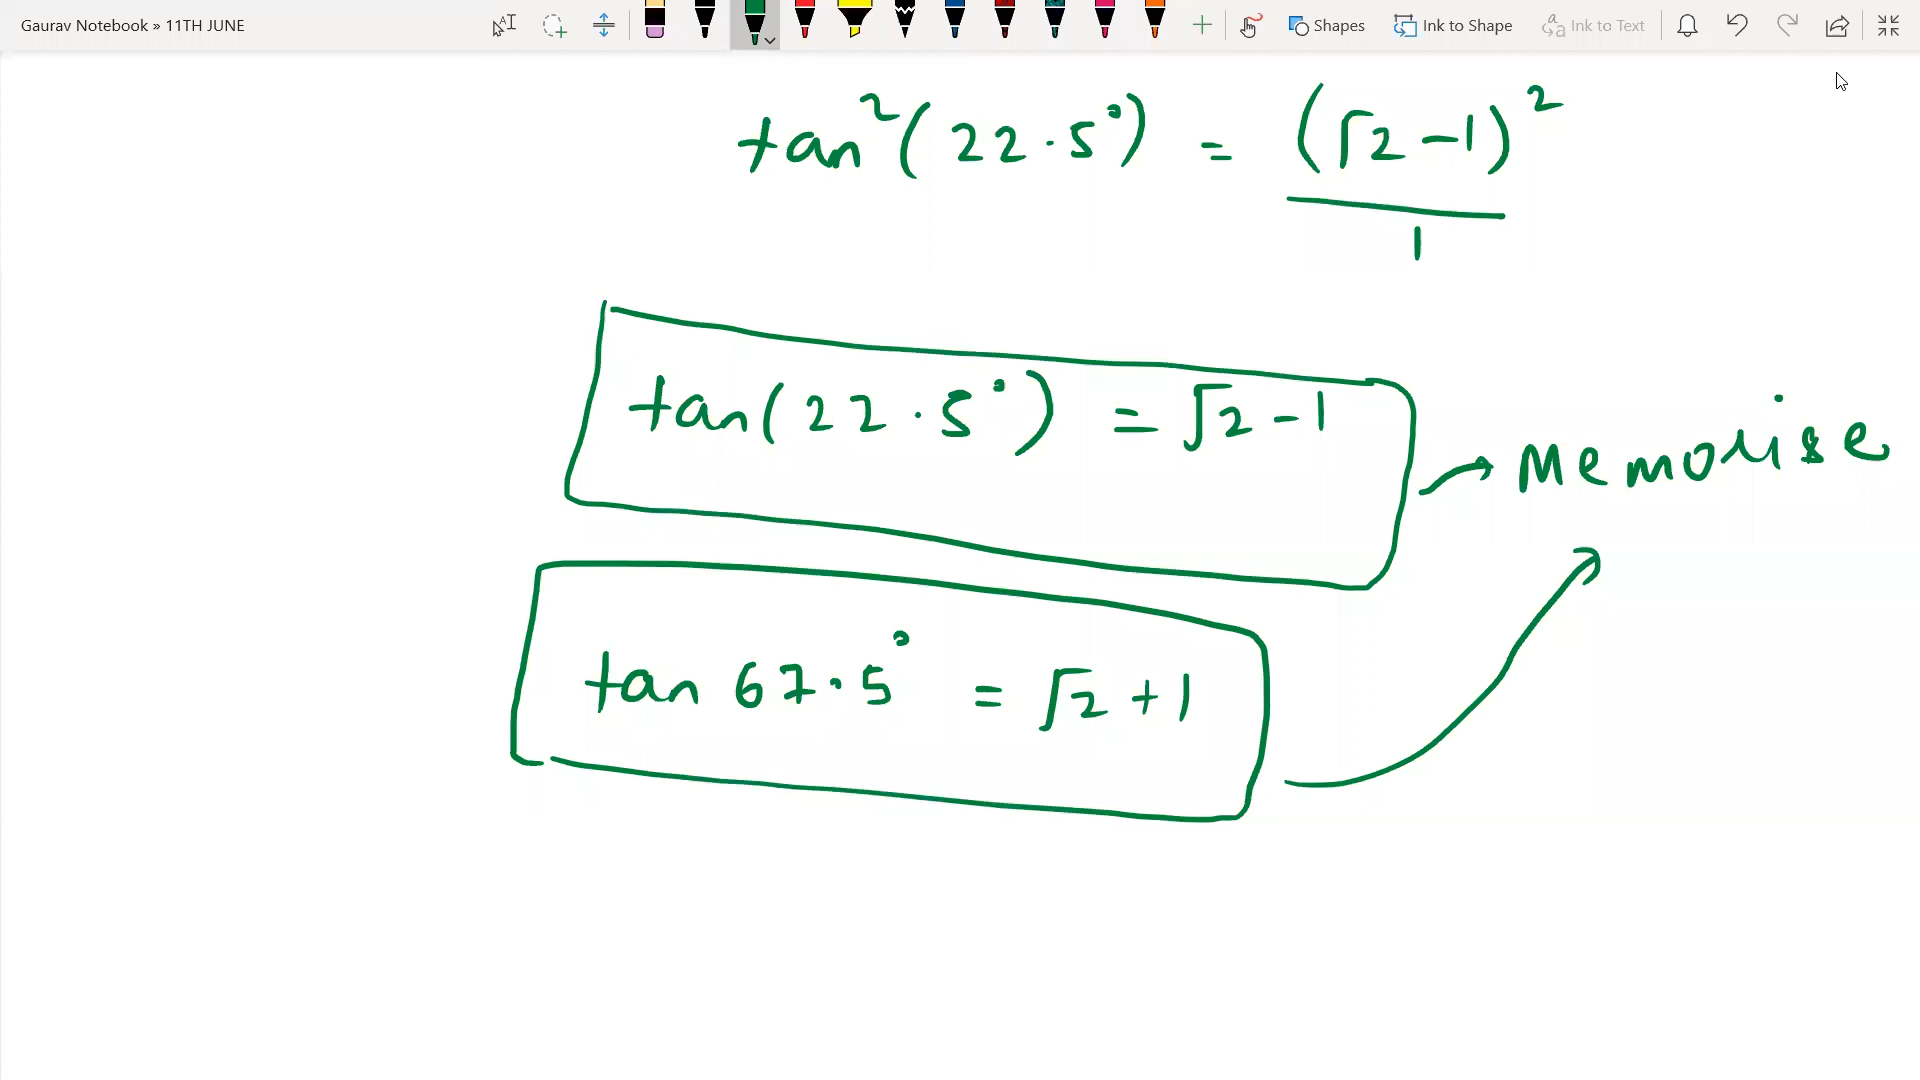 Gaurav Notebook » 11TH JUNE
Shapes
Ink to Shape
Ink to Text
tan²(22.5°) = (√2 -1)²
1
tan(22.5°) = √2 - 1
Memorise
tan 67.5° = √2 + 1